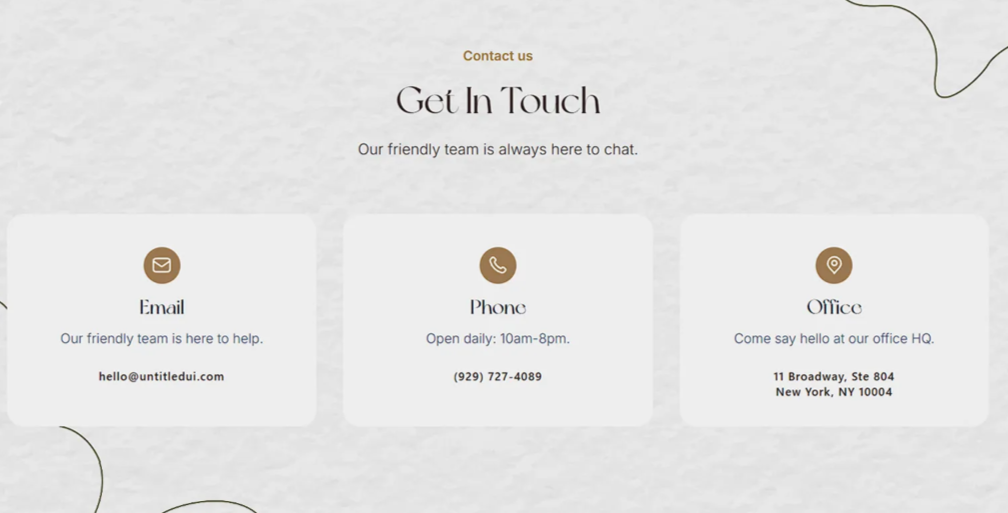 Contact us
Get In Touch
Our friendly team is always here to chat.
Email
Our friendly team is here to help.
hello@untitledui.com
Phone
Open daily: 10am-8pm.
(929) 727-4089
Office
Come say hello at our office HQ.
11 Broadway, Ste 804
New York, NY 10004